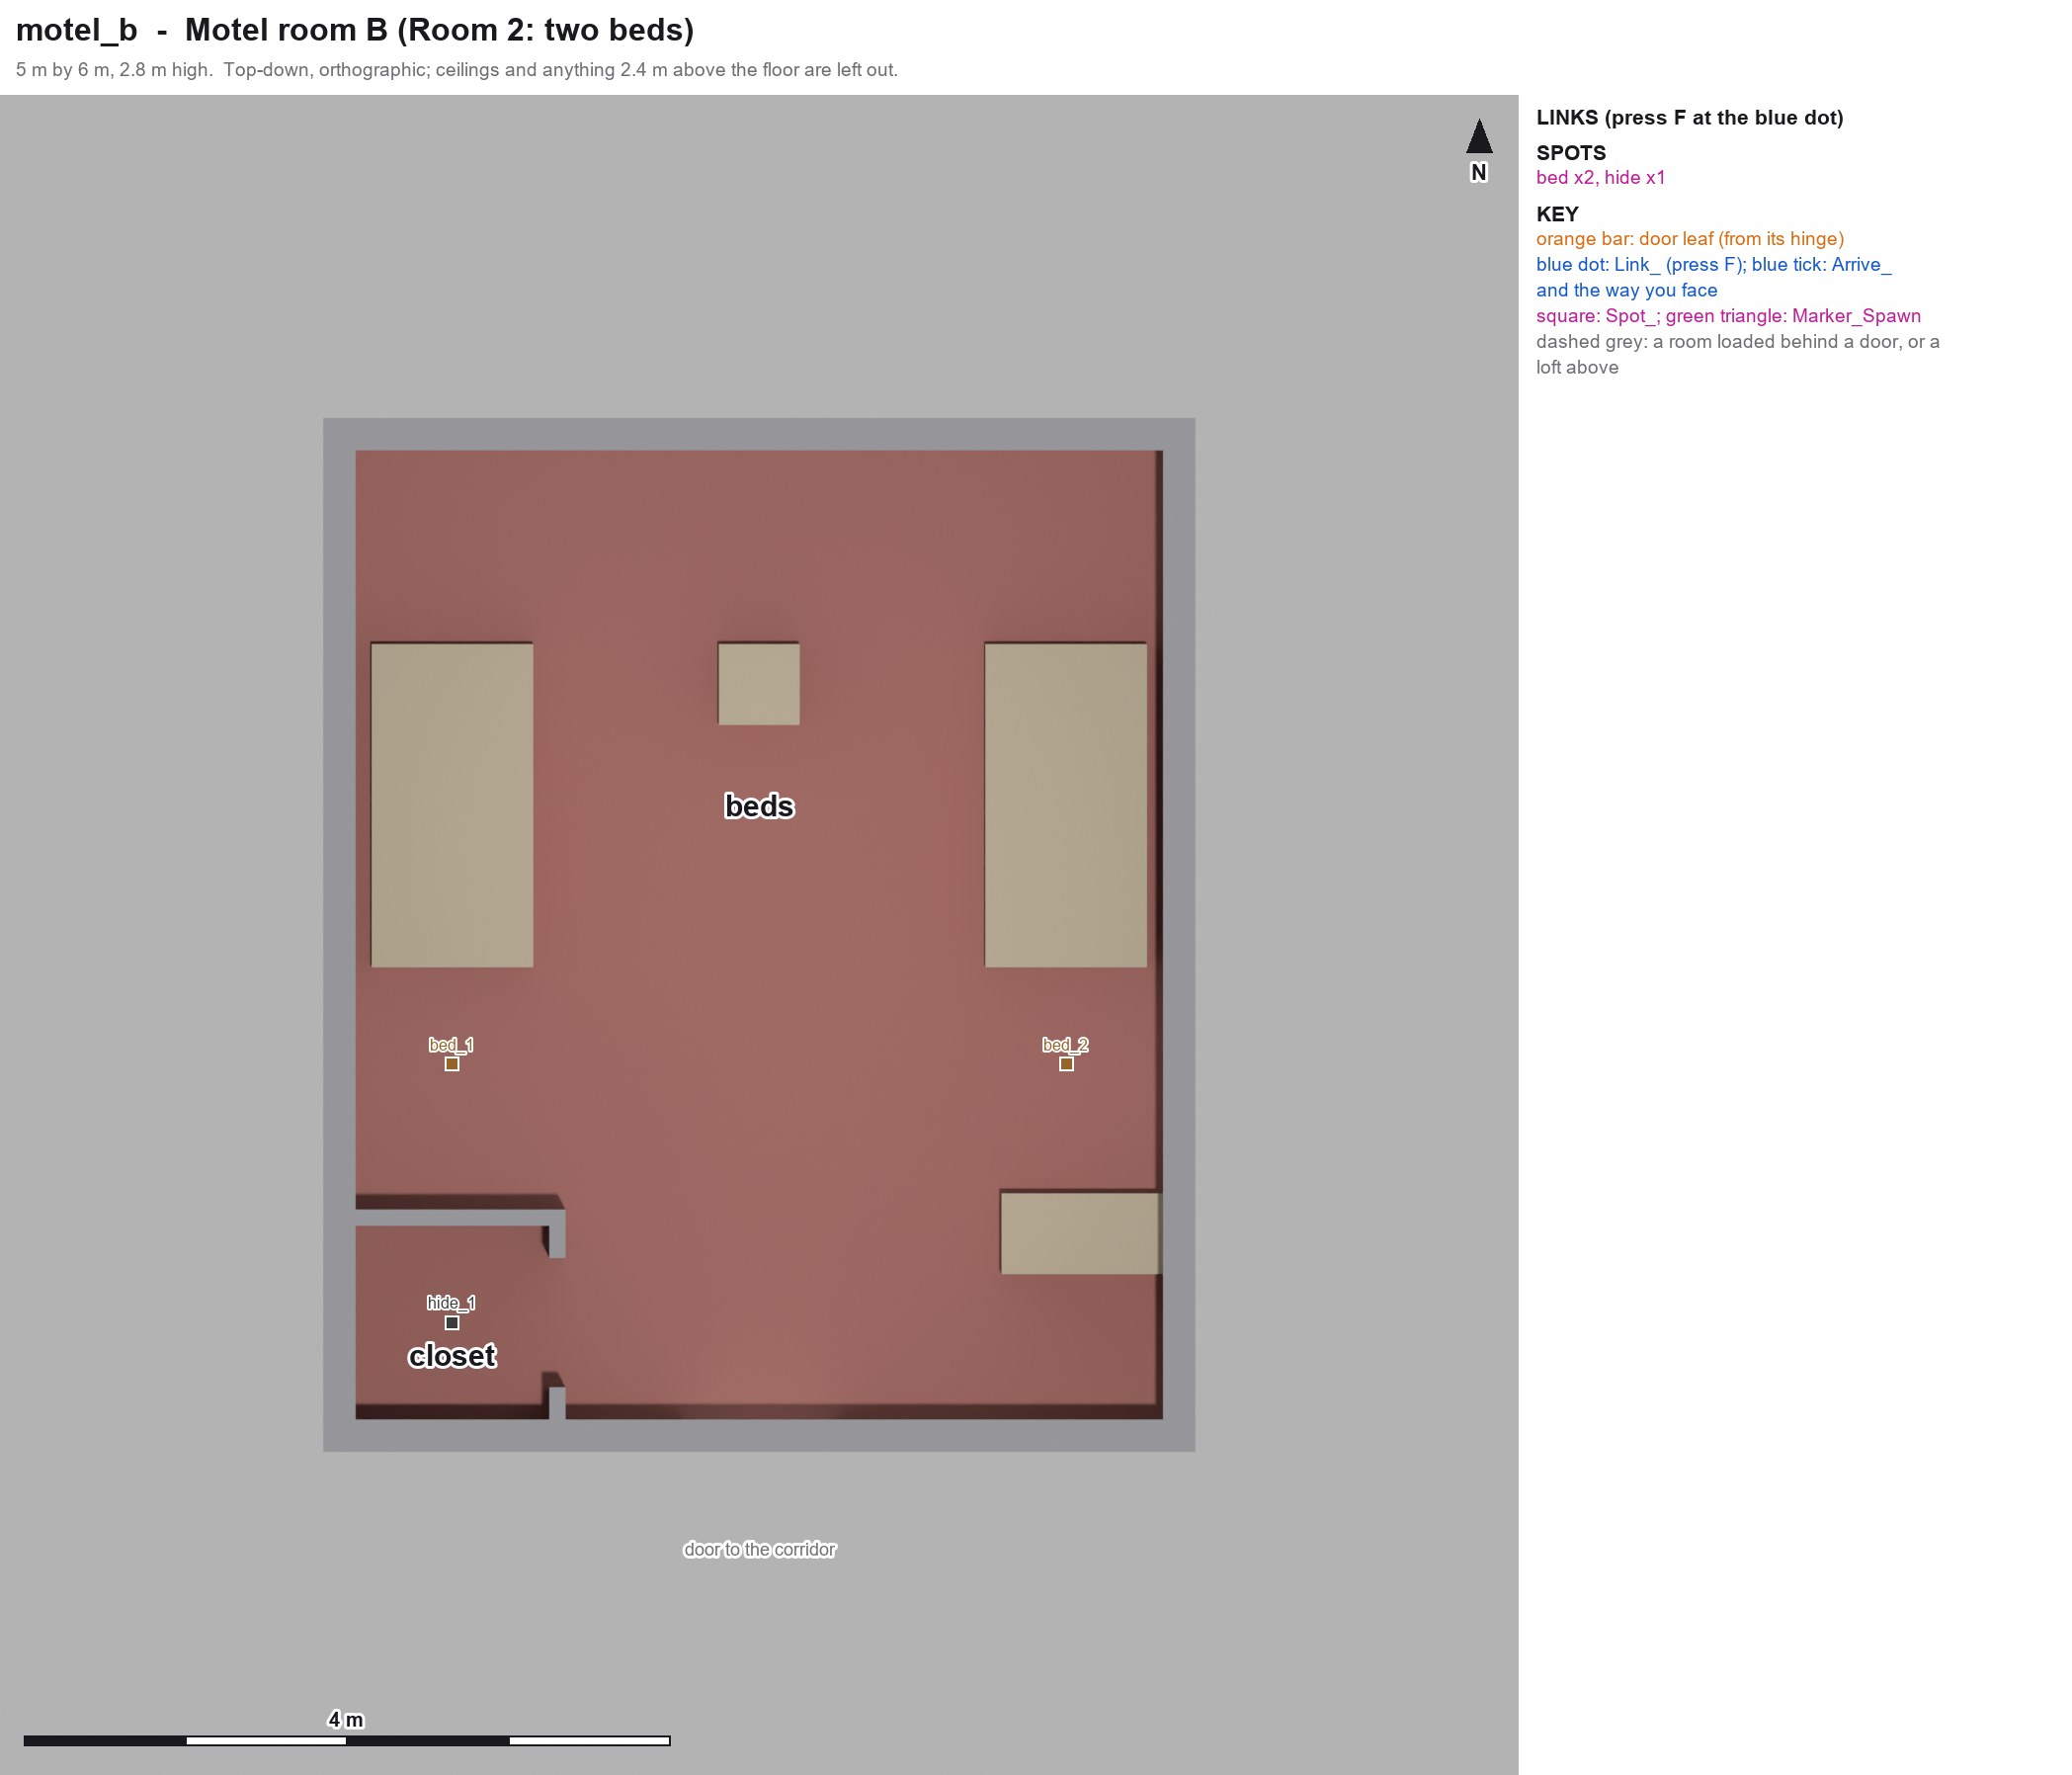 motel_b  -  Motel room B (Room 2: two beds)
5 m by 6 m, 2.8 m high.  Top-down, orthographic; ceilings and anything 2.4 m above the floor are left out.
LINKS (press F at the blue dot)
SPOTS
bed x2, hide x1
KEY
orange bar: door leaf (from its hinge)
blue dot: Link_ (press F); blue tick: Arrive_
and the way you face
square: Spot_; green triangle: Marker_Spawn
dashed grey: a room loaded behind a door, or a
loft above
N
beds
bed_1
bed_2
hide_1
closet
door to the corridor
4 m